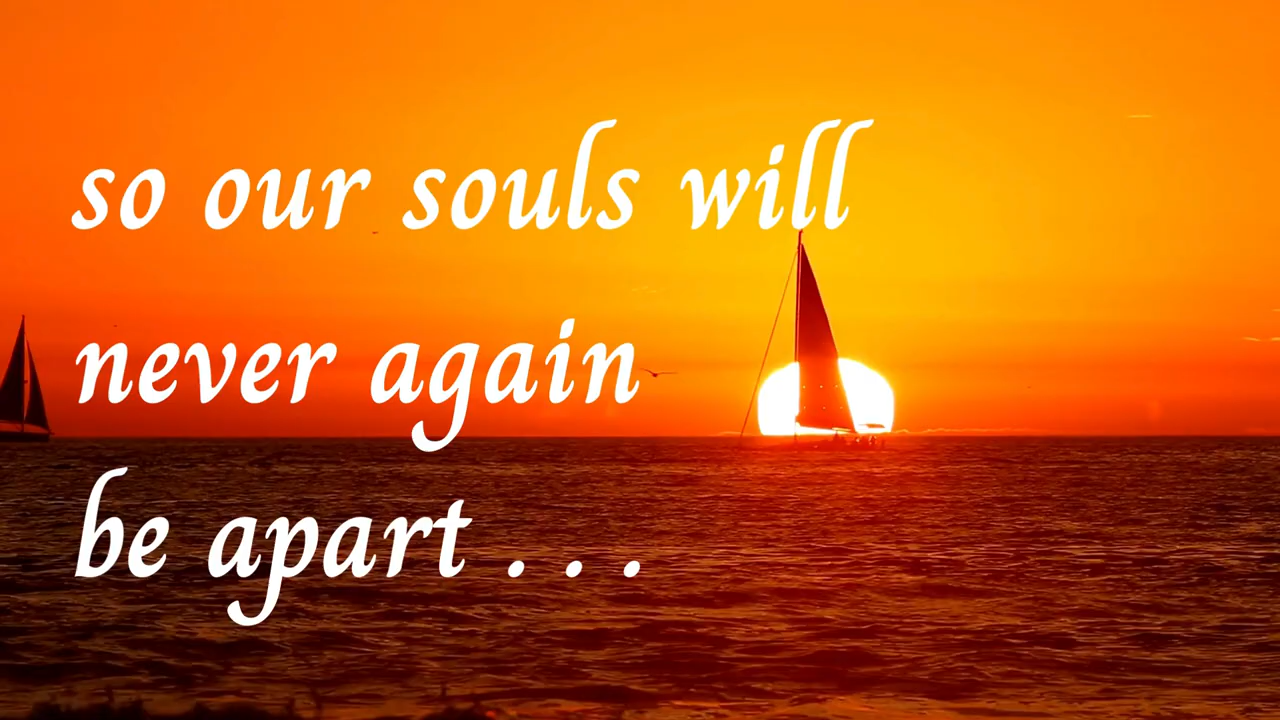 so our souls will
never again
be apart . . .